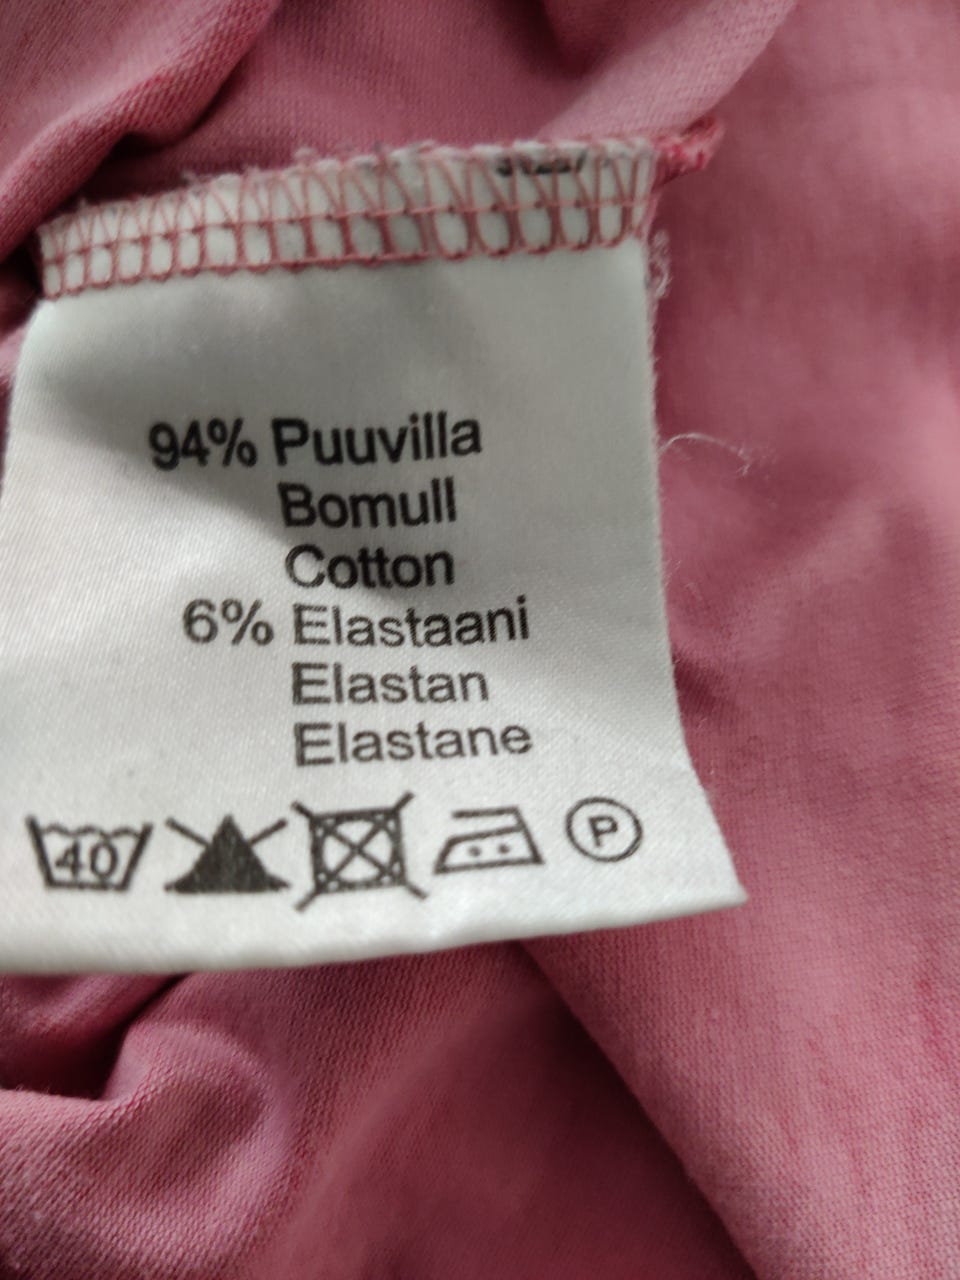 94% Puuvilla
Bomull
Cotton
6% Elastaani
Elastan
Elastane
40 P